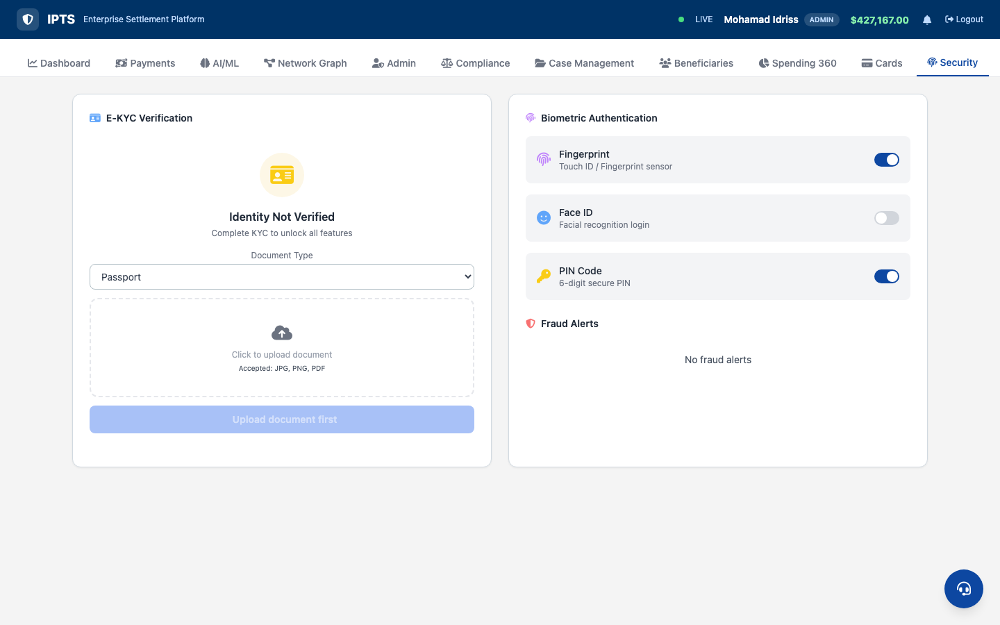 IPTS Enterprise Settlement Platform
LIVE Mohamad Idriss ADMIN $427,167.00 Logout
Dashboard Payments AI/ML Network Graph Admin Compliance Case Management Beneficiaries Spending 360 Cards Security
E-KYC Verification
Identity Not Verified
Complete KYC to unlock all features
Document Type
Passport
Click to upload document
Accepted: JPG, PNG, PDF
Upload document first
Biometric Authentication
Fingerprint
Touch ID / Fingerprint sensor
Face ID
Facial recognition login
PIN Code
6-digit secure PIN
Fraud Alerts
No fraud alerts